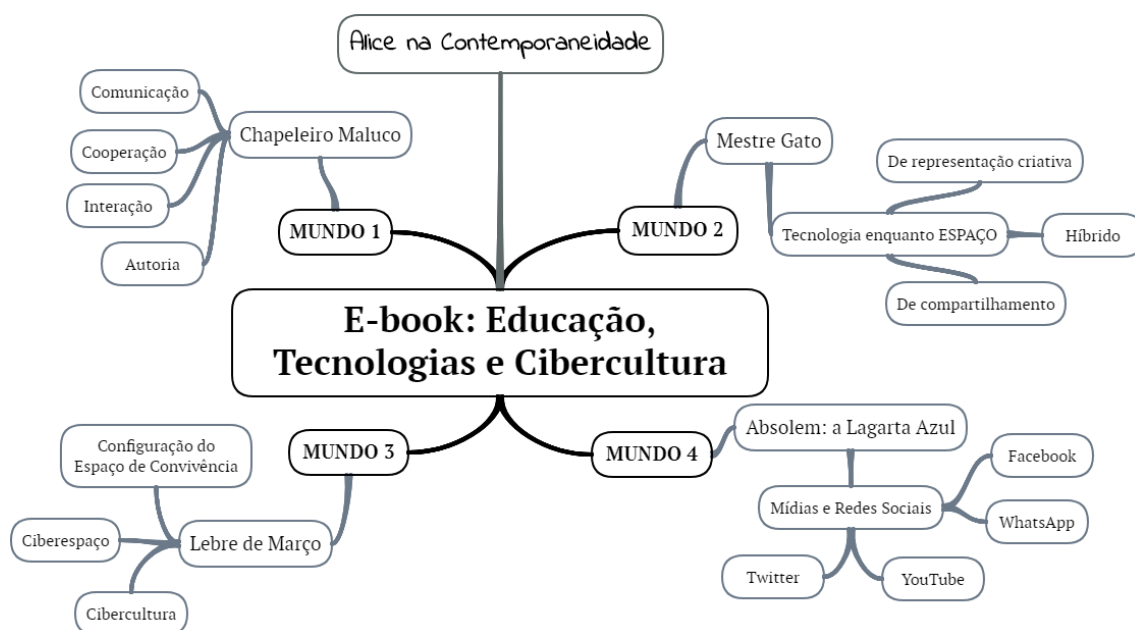 Alice na Contemporaneidade
Comunicação
Cooperação
Interação
Autoria
Chapeleiro Maluco
MUNDO 1
Mestre Gato
MUNDO 2
De representação criativa
Tecnologia enquanto ESPAÇO
Híbrido
De compartilhamento
E-book: Educação,
Tecnologias e Cibercultura
MUNDO 3
Configuração do
Espaço de Convivência
Ciberespaço
Lebre de Março
Cibercultura
MUNDO 4
Absolem: a Lagarta Azul
Mídias e Redes Sociais
Facebook
WhatsApp
Twitter
YouTube